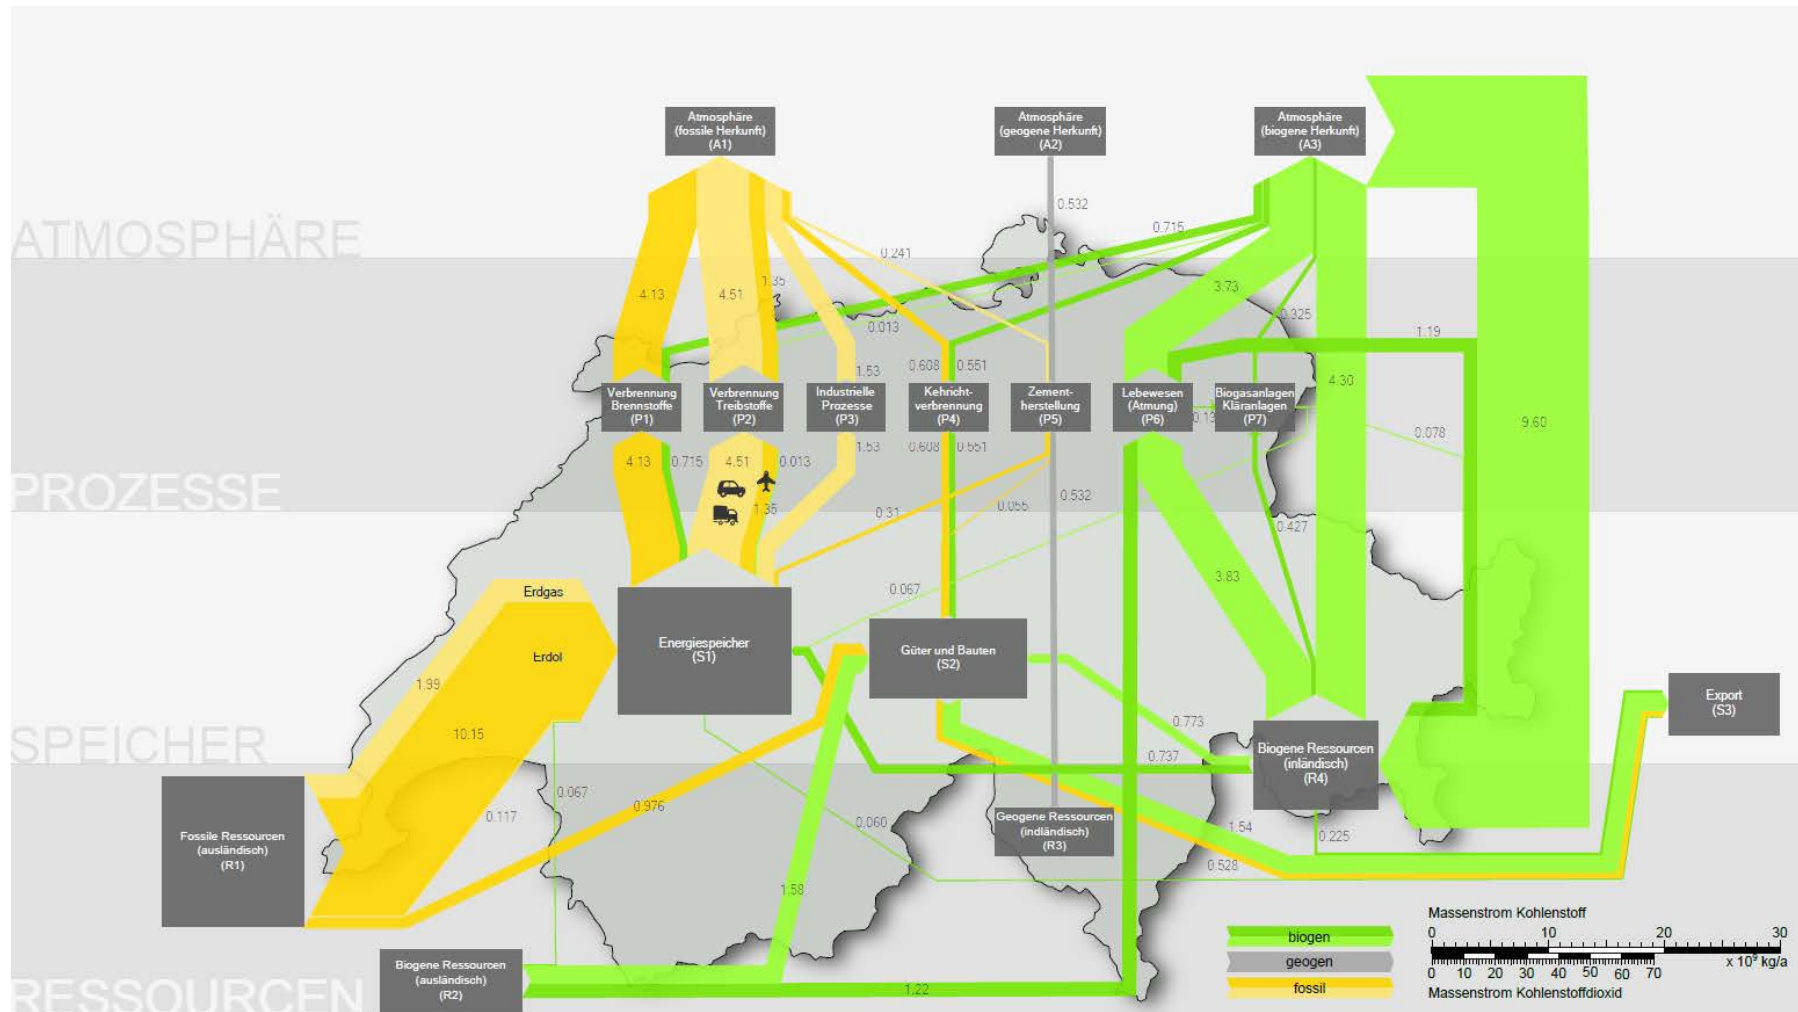 Atmosphäre
(fossile Herkunft)
(A1)
Atmosphäre
(geogene Herkunft)
(A2)
Atmosphäre
(biogene Herkunft)
(A3)
ATMOSPHÄRE
0.532
0.715
0.241
4.13
4.51
1.35
0.013
3.73
0.325
1.19
1.53
0.608
0.551
4.30
Verbrennung
Brennstoffe
(P1)
Verbrennung
Treibstoffe
(P2)
Industrielle
Prozesse
(P3)
Kehricht-
verbrennung
(P4)
Zement-
herstellung
(P5)
Lebewesen
(Atmung)
(P6)
Biogasanlagen
Kläranlagen
(P7)
9.60
0.078
4.13
0.715
4.51
0.013
1.53
0.608
0.551
PROZESSE
1.35
0.31
0.055
0.532
0.427
3.83
0.067
Erdgas
Erdöl
Energiespeicher
(S1)
Güter und Bauten
(S2)
1.99
10.15
SPEICHER
0.773
0.737
Biogene Ressourcen
(inländisch)
(R4)
Export
(S3)
0.067
0.117
0.976
0.060
Geogene Ressourcen
(indländisch)
(R3)
1.54
0.225
0.528
Fossile Ressourcen
(ausländisch)
(R1)
1.58
Biogene Ressourcen
(ausländisch)
(R2)
1.22
RESSOURCEN
biogen
geogen
fossil
Massenstrom Kohlenstoff
0 10 20 30
x 10⁹ kg/a
0 10 20 30 40 50 60 70
Massenstrom Kohlenstoffdioxid